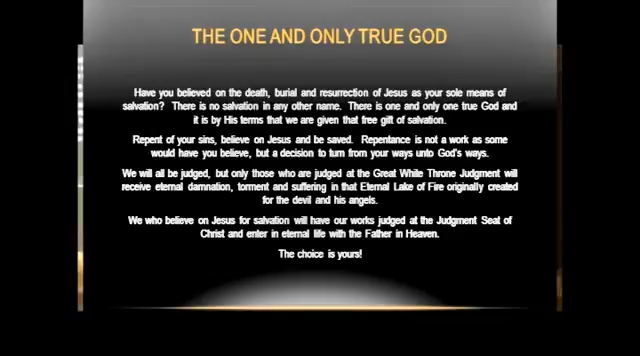 THE ONE AND ONLY TRUE GOD
Have you believed on the death, burial and resurrection of Jesus as your sole means of
salvation? There is no salvation in any other name. There is one and only one true God and
it is by His terms that we are given that free gift of salvation.
Repent of your sins, believe on Jesus and be saved. Repentance is not a work as some
would have you believe, but a decision to turn from your ways unto God's ways.
We will all be judged, but only those who are judged at the Great White Throne Judgment will
receive eternal damnation, torment and suffering in that Eternal Lake of Fire originally created
for the devil and his angels.
We who believe on Jesus for salvation will have our works judged at the Judgment Seat of
Christ and enter in eternal life with the Father in Heaven.
The choice is yours!